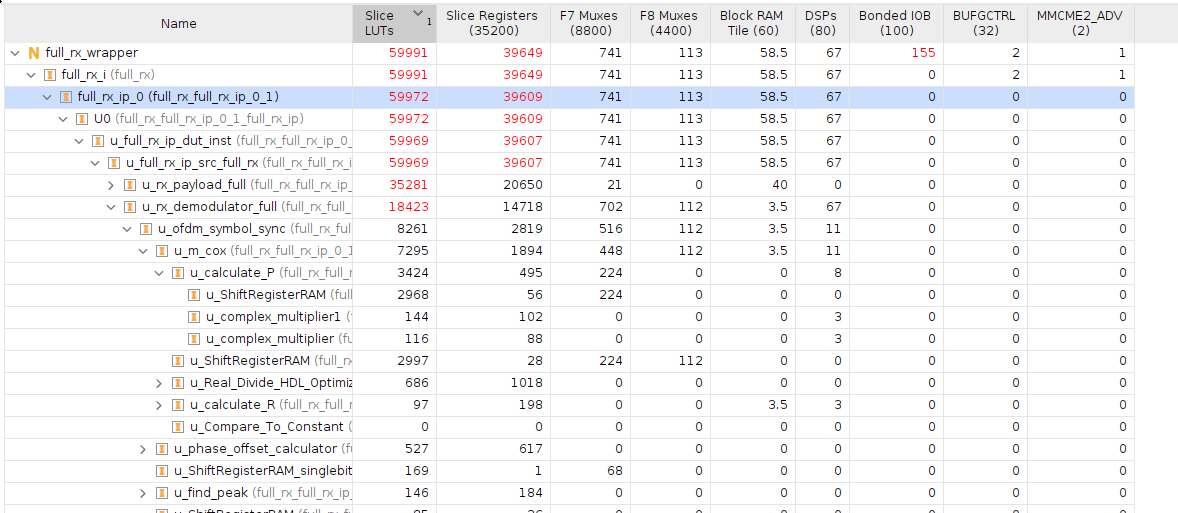 Name Slice LUTs 1 Slice Registers (35200) F7 Muxes (8800) F8 Muxes (4400) Block RAM Tile (60) DSPs (80) Bonded IOB (100) BUFGCTRL (32) MMCME2_ADV (2)
N full_rx_wrapper 59991 39649 741 113 58.5 67 155 2 1
I full_rx_i (full_rx) 59991 39649 741 113 58.5 67 0 2 1
I full_rx_ip_0 (full_rx_full_rx_ip_0_1) 59972 39609 741 113 58.5 67 0 0 0
I U0 (full_rx_full_rx_ip_0_1_full_rx_ip) 59972 39609 741 113 58.5 67 0 0 0
I u_full_rx_ip_dut_inst (full_rx_full_rx_ip_0_ 59969 39607 741 113 58.5 67 0 0 0
I u_full_rx_ip_src_full_rx (full_rx_full_rx_i 59969 39607 741 113 58.5 67 0 0 0
I u_rx_payload_full (full_rx_full_rx_ip_ 35281 20650 21 0 40 0 0 0 0
I u_rx_demodulator_full (full_rx_full_ 18423 14718 702 112 3.5 67 0 0 0
I u_ofdm_symbol_sync (full_rx_ful 8261 2819 516 112 3.5 11 0 0 0
I u_m_cox (full_rx_full_rx_ip_0_1 7295 1894 448 112 3.5 11 0 0 0
I u_calculate_P (full_rx_full_r 3424 495 224 0 0 8 0 0 0
I u_ShiftRegisterRAM (full 2968 56 224 0 0 0 0 0 0
I u_complex_multiplier1 ( 144 102 0 0 0 3 0 0 0
I u_complex_multiplier (fu 116 88 0 0 0 3 0 0 0
I u_ShiftRegisterRAM (full_rx 2997 28 224 112 0 0 0 0 0
I u_Real_Divide_HDL_Optimiz 686 1018 0 0 0 0 0 0 0
I u_calculate_R (full_rx_full_r 97 198 0 0 3.5 3 0 0 0
I u_Compare_To_Constant ( 0 0 0 0 0 0 0 0 0
I u_phase_offset_calculator (fu 527 617 0 0 0 0 0 0 0
I u_ShiftRegisterRAM_singlebit 169 1 68 0 0 0 0 0 0
I u_find_peak (full_rx_full_rx_ip_ 146 184 0 0 0 0 0 0 0